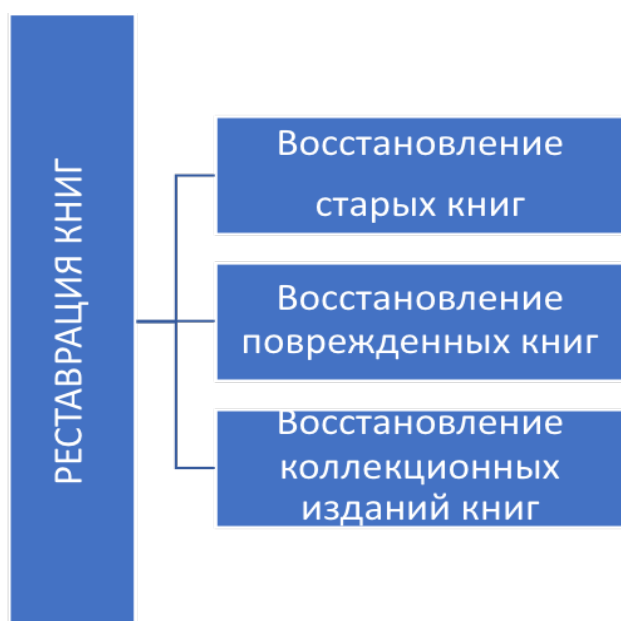 РЕСТАВРАЦИЯ КНИГ
Восстановление
старых книг
Восстановление
поврежденных книг
Восстановление
коллекционных
изданий книг